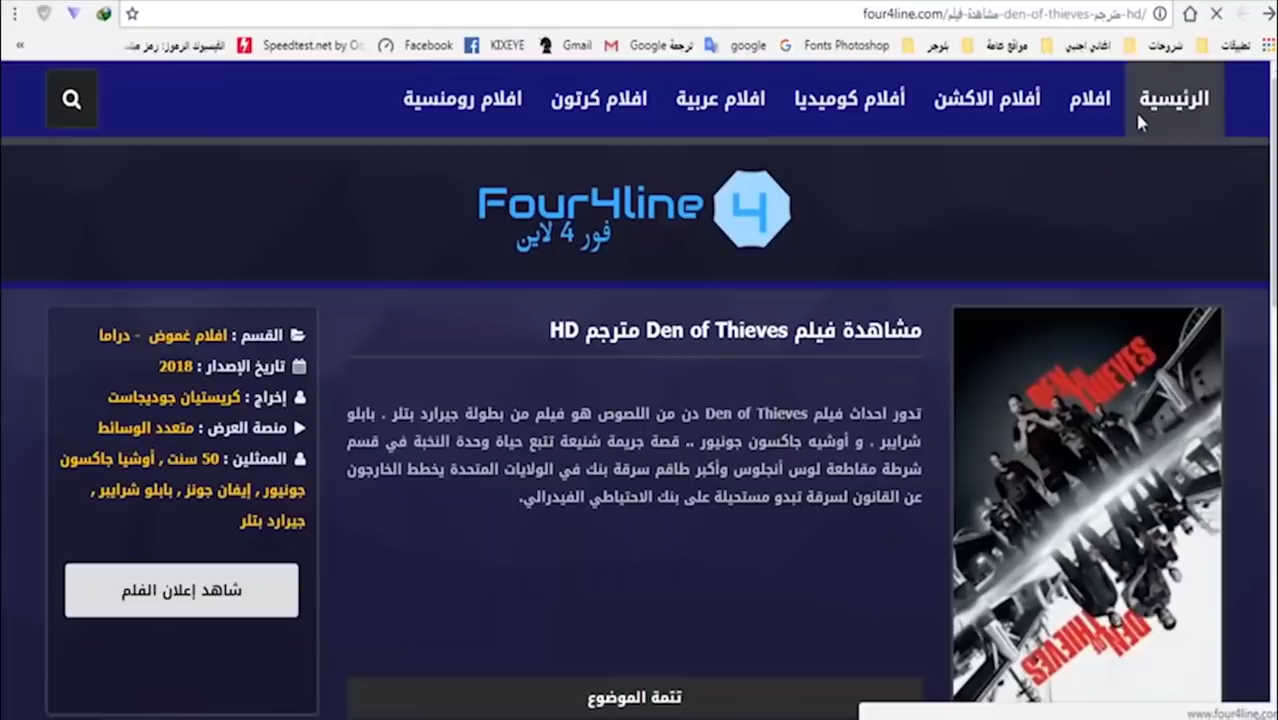 four4line.com/مشاهدة-فيلم-den-of-thieves-مترجم-hd/
تطبيقات شروحات اغاني اجنبي مواقع عامة بلوجر Fonts Photoshop google ترجمة Google Gmail KIXEYE Facebook Speedtest.net by Oo الفيسبوك الرموز: رمز
الرئيسية افلام أفلام الاكشن أفلام كوميديا افلام عربية افلام كرتون افلام رومنسية
Four4line 4
فور 4 لاين
مشاهدة فيلم Den of Thieves مترجم HD
تدور احداث فيلم Den of Thieves دن من اللصوص هو فيلم من بطولة جيرارد بتلر ، بابلو
شرايبر ، و أوشيه جاكسون جونيور .. قصة جريمة شنيعة تتبع حياة وحدة النخبة في قسم
شرطة مقاطعة لوس أنجلوس وأكبر طاقم سرقة بنك في الولايات المتحدة يخطط الخارجون
عن القانون لسرقة تبدو مستحيلة على بنك الاحتياطي الفيدرالي.
تتمة الموضوع
القسم : افلام غموض - دراما
تاريخ الإصدار : 2018
إخراج : كريستيان جوديجاست
منصة العرض : متعدد الوسائط
الممثلين : 50 سنت , أوشيا جاكسون
جونيور , إيفان جونز , بابلو شرايبر ,
جيرارد بتلر
شاهد إعلان الفلم
DEN OF THIEVES
DEN OF THIEVES
www.four4line.com